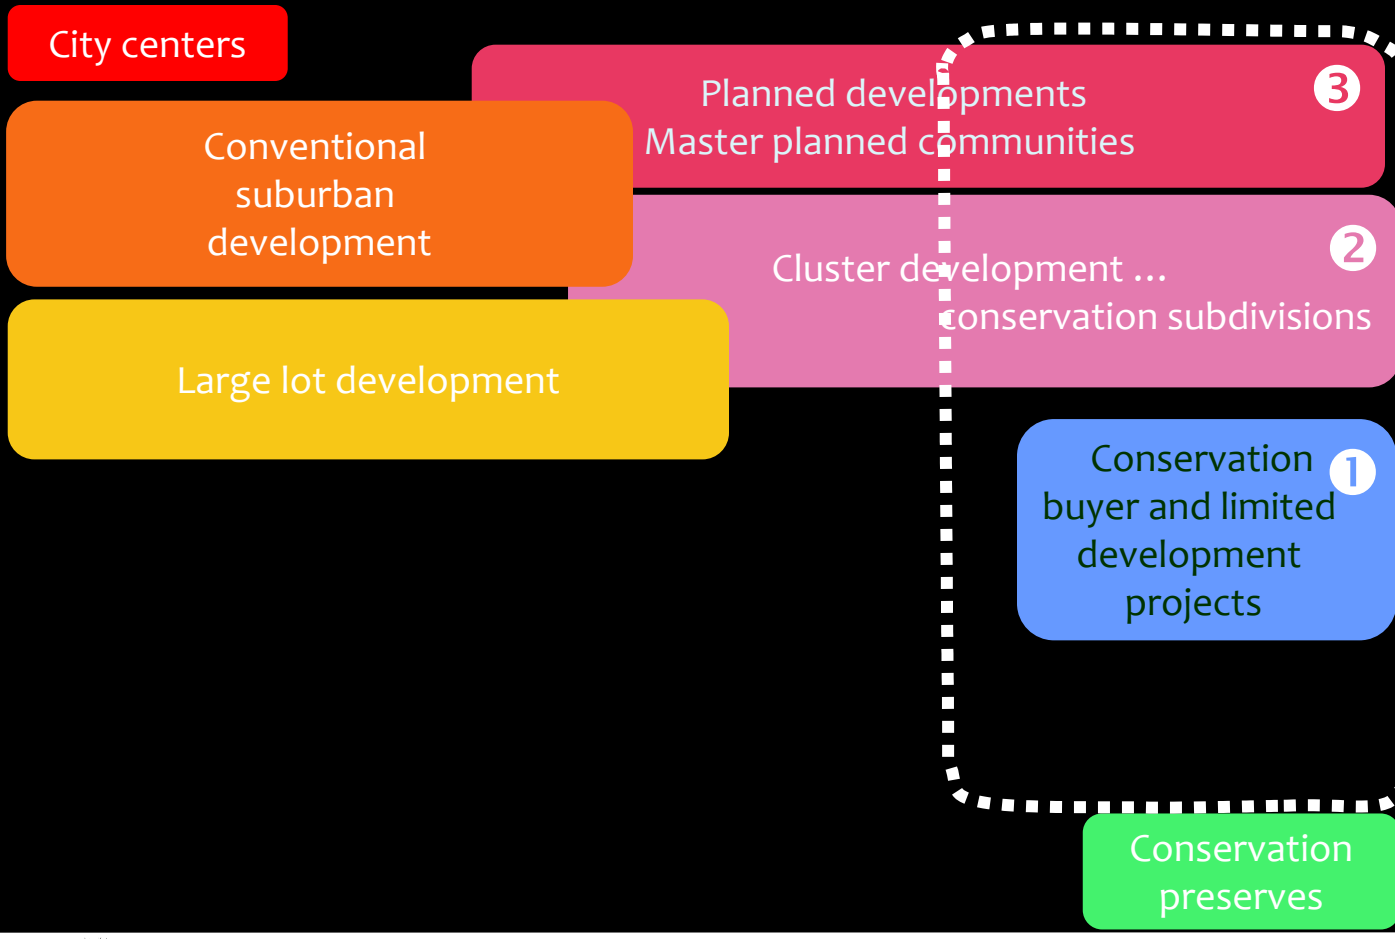 City centers
Planned developments
Master planned communities
3
Conventional
suburban
development
Cluster development ...
conservation subdivisions
2
Large lot development
Conservation
buyer and limited
development
projects
1
Conservation
preserves